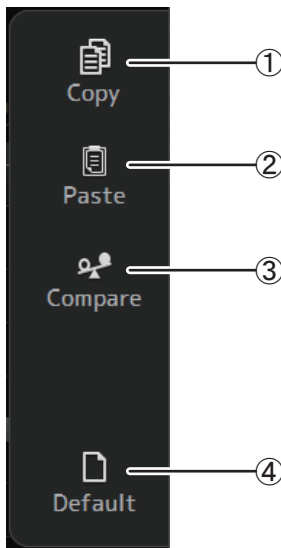 Copy ①
Paste ②
Compare ③
Default ④